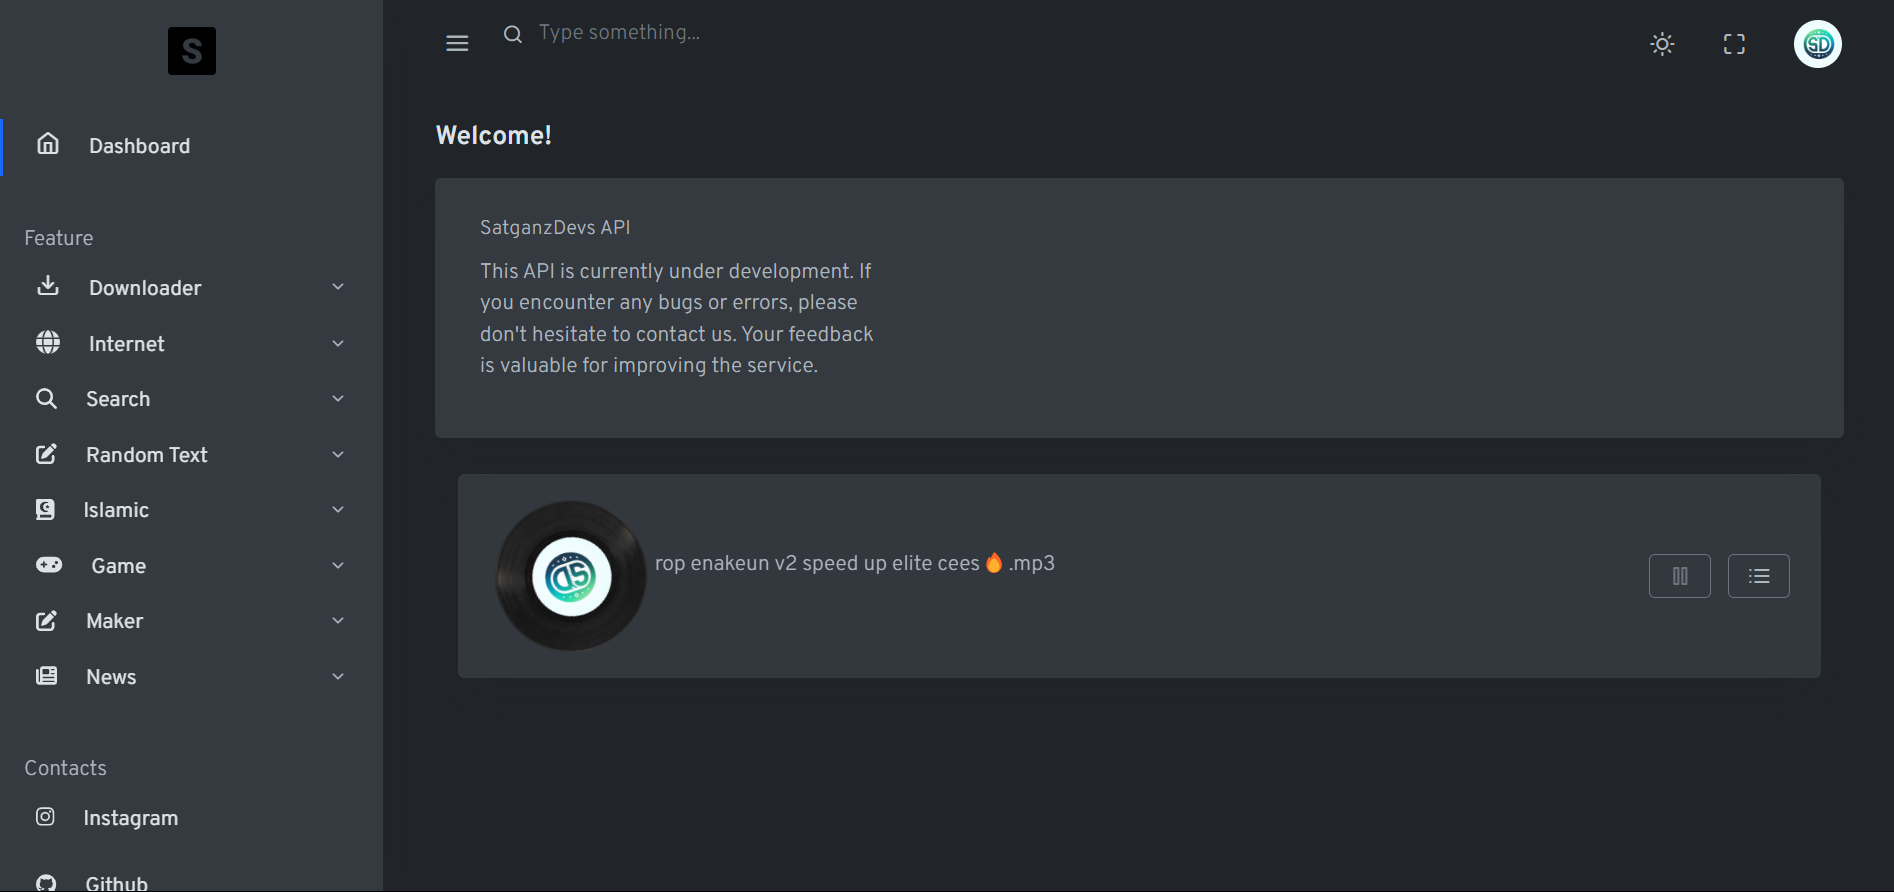 S
Type something...
SD
Dashboard
Welcome!
Feature
SatganzDevs API
This API is currently under development. If
you encounter any bugs or errors, please
don't hesitate to contact us. Your feedback
is valuable for improving the service.
Downloader
Internet
Search
Random Text
Islamic
Game
Maker
News
SD
rop enakeun v2 speed up elite cees🔥.mp3
Contacts
Instagram
Github